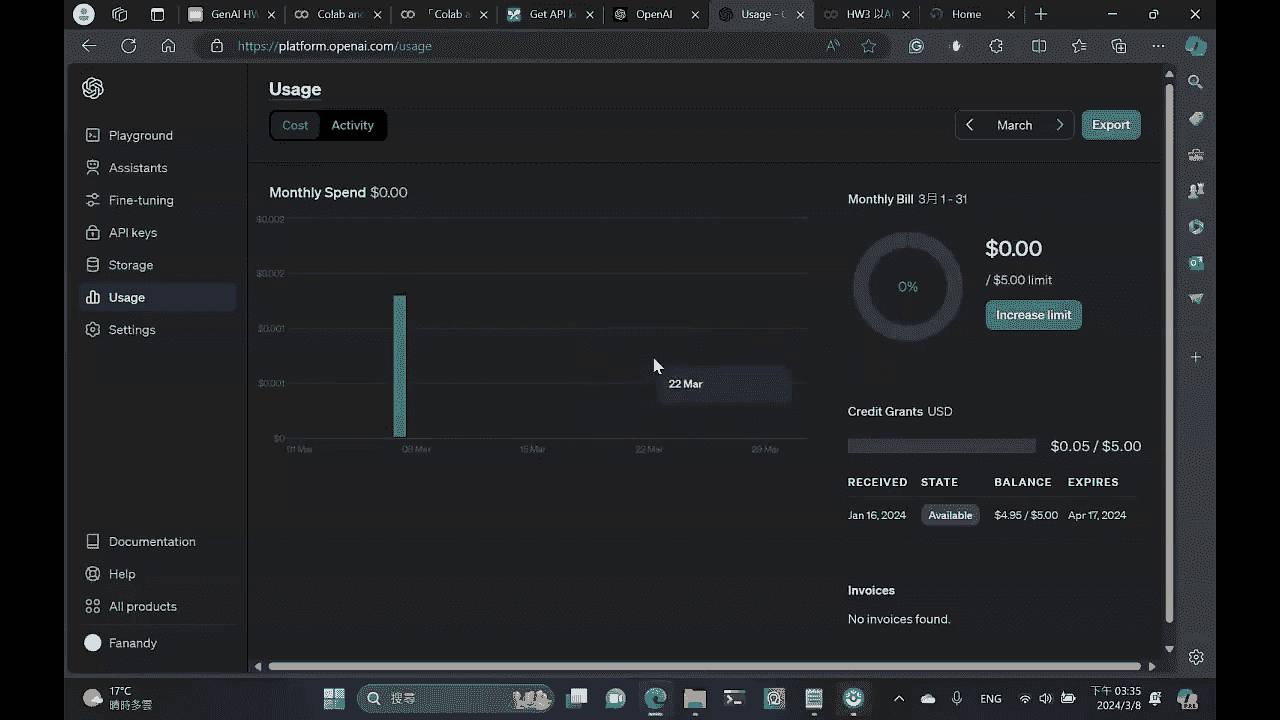 GenAI HW
Colab and
「Colab a
Get API k
OpenAI
Usage - O
HW3 以A
Home
https://platform.openai.com/usage
Usage
Cost
Activity
March
Export
Playground
Assistants
Fine-tuning
API keys
Storage
Usage
Settings
Monthly Spend $0.00
$0.002
$0.002
$0.001
$0.001
$0
01 Mar
08 Mar
15 Mar
22 Mar
29 Mar
22 Mar
Monthly Bill 3月 1 - 31
0%
$0.00
/ $5.00 limit
Increase limit
Credit Grants USD
$0.05 / $5.00
RECEIVED STATE BALANCE EXPIRES
Jan 16, 2024 Available $4.95 / $5.00 Apr 17, 2024
Invoices
No invoices found.
Documentation
Help
All products
Fanandy
17°C
搜尋
ENG
下午 03:35
2024/3/8